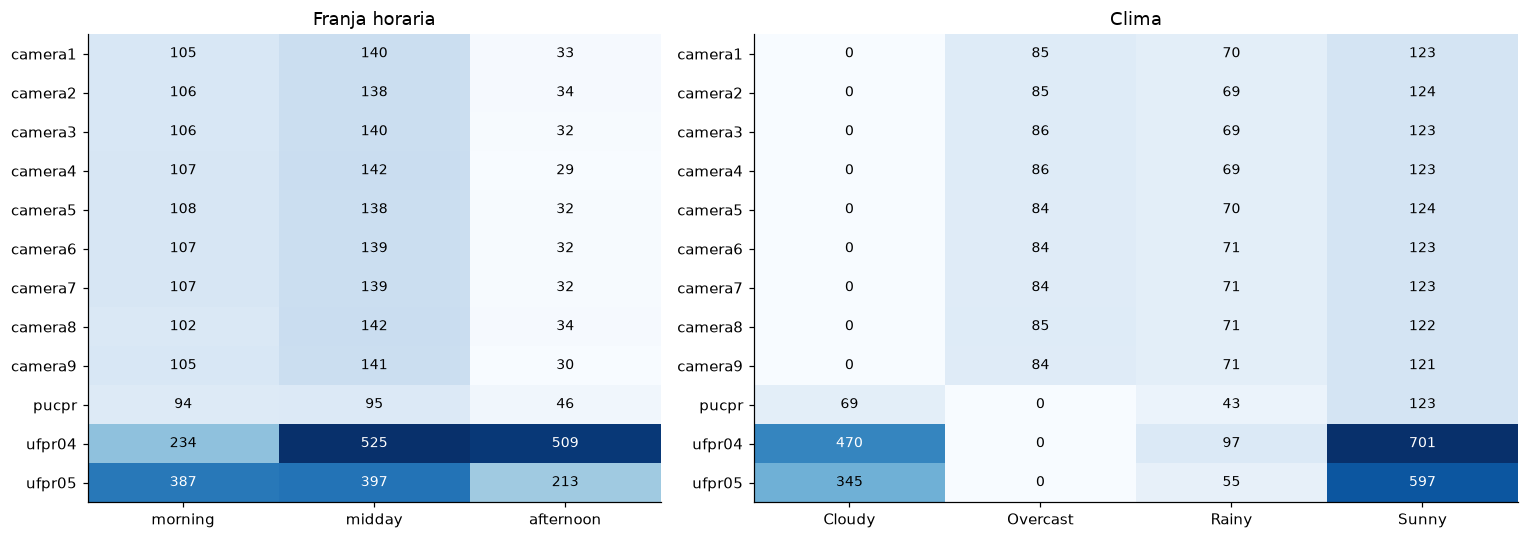 Franja horaria
camera1 105 140 33
camera2 106 138 34
camera3 106 140 32
camera4 107 142 29
camera5 108 138 32
camera6 107 139 32
camera7 107 139 32
camera8 102 142 34
camera9 105 141 30
pucpr 94 95 46
ufpr04 234 525 509
ufpr05 387 397 213
morning midday afternoon
Clima
camera1 0 85 70 123
camera2 0 85 69 124
camera3 0 86 69 123
camera4 0 86 69 123
camera5 0 84 70 124
camera6 0 84 71 123
camera7 0 84 71 123
camera8 0 85 71 122
camera9 0 84 71 121
pucpr 69 0 43 123
ufpr04 470 0 97 701
ufpr05 345 0 55 597
Cloudy Overcast Rainy Sunny